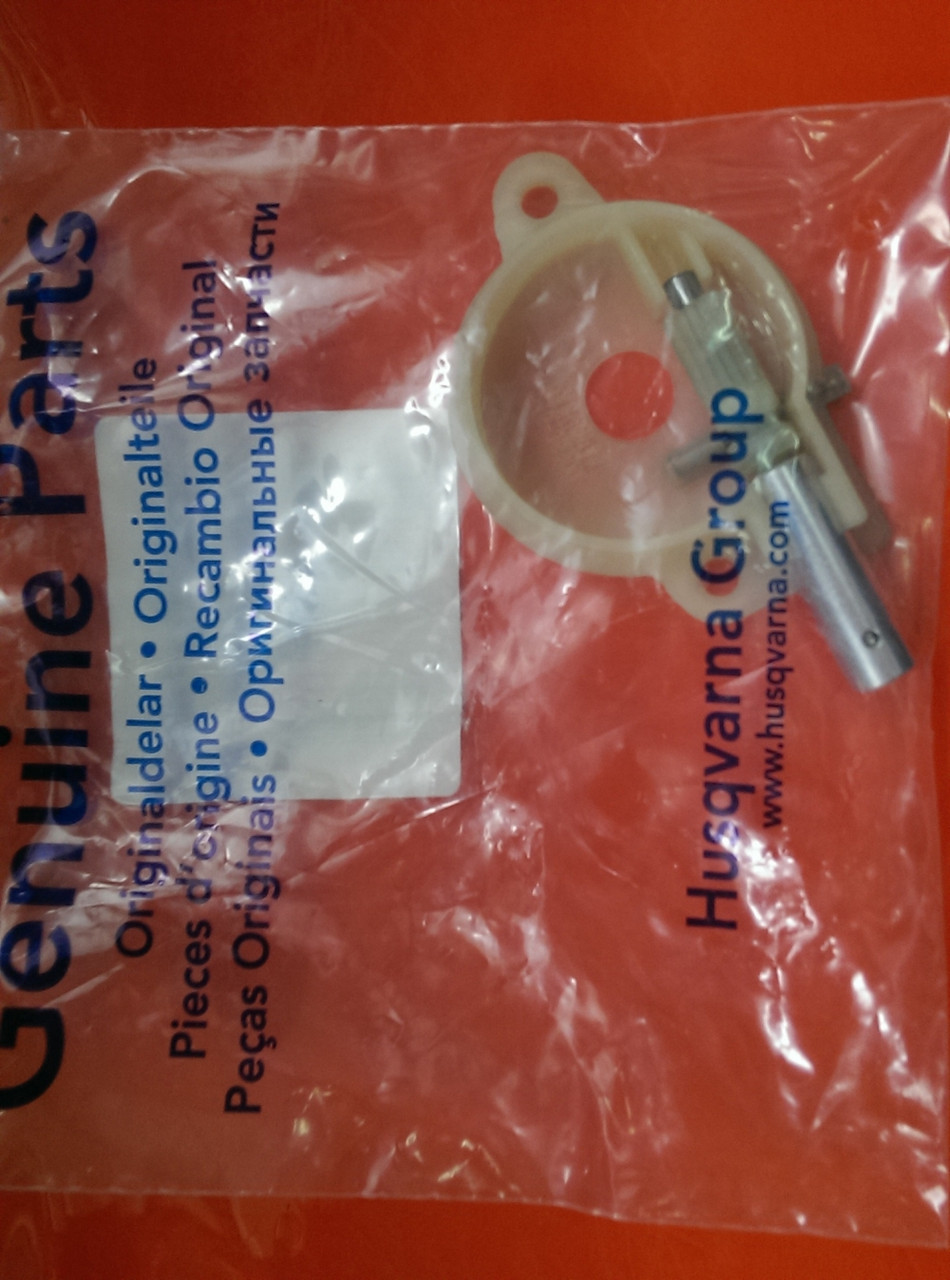 Genuine Parts
Originaldelar • Originalteile
Pieces d'origine • Recambio Original
Peças Originais • Оригинальные запчасти
Husqvarna Group
www.husqvarna.com